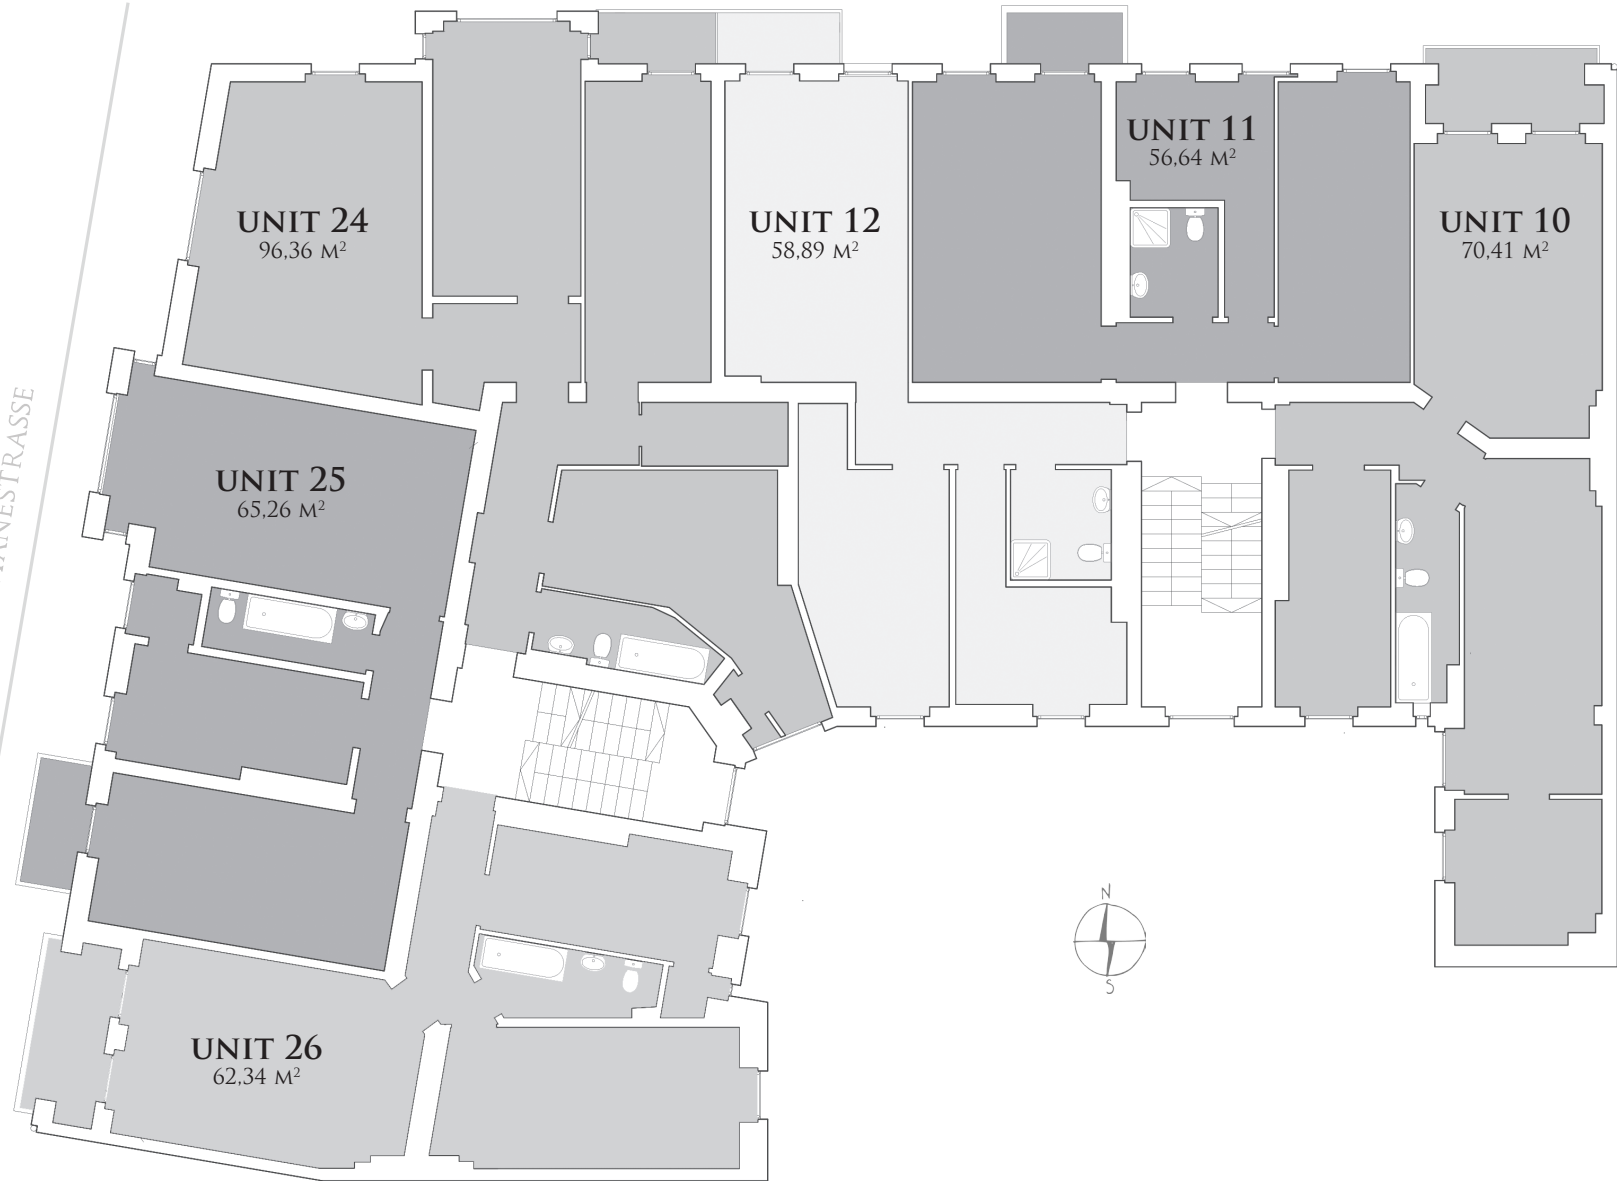 UNIT 11
56,64 M²
UNIT 24
96,36 M²
UNIT 12
58,89 M²
UNIT 10
70,41 M²
UNIT 25
65,26 M²
N
S
UNIT 26
62,34 M²